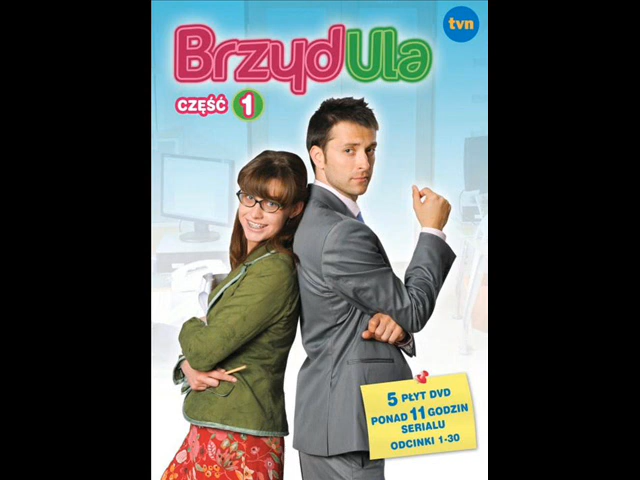 tvn
BrzydUla
CZĘŚĆ 1
5 PŁYT DVD
PONAD 11 GODZIN
SERIALU
ODCINKI 1-30